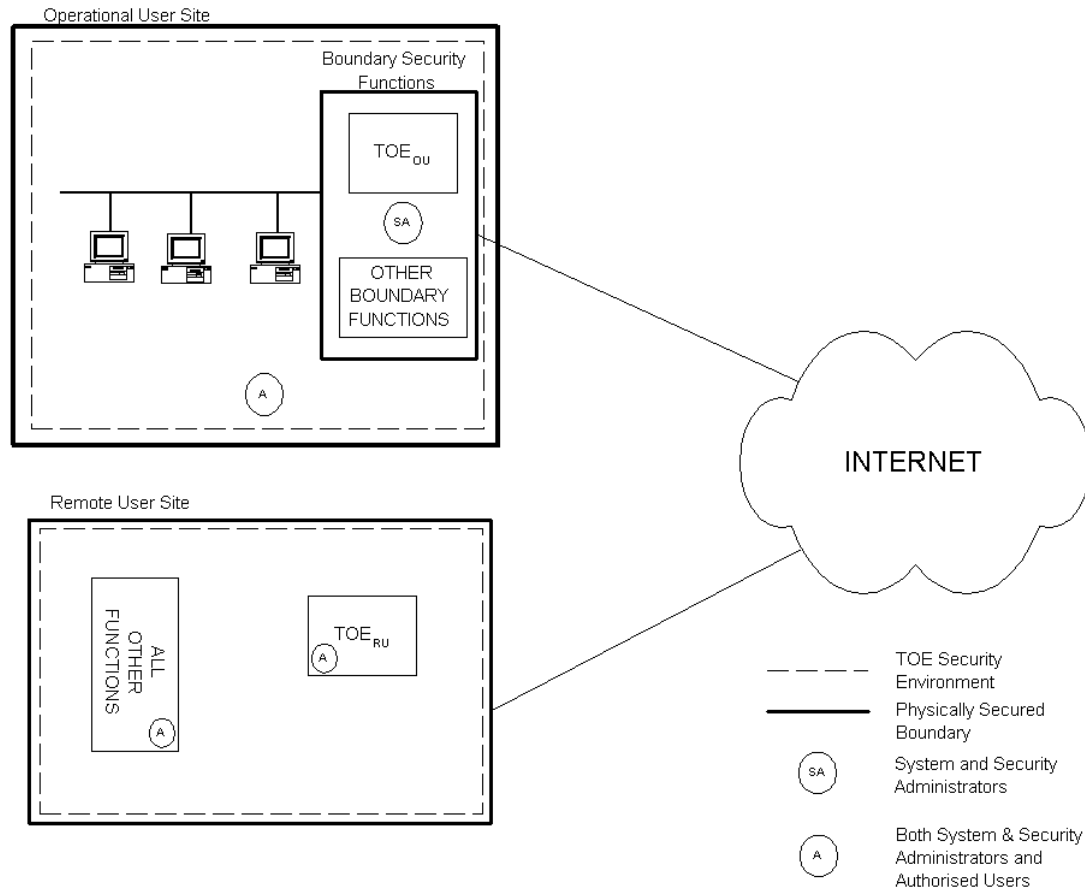 Operational User Site
Boundary Security
Functions
TOE OU
SA
OTHER
BOUNDARY
FUNCTIONS
A
INTERNET
Remote User Site
ALL
OTHER
FUNCTIONS
A
TOE RU
A
TOE Security
Environment
Physically Secured
Boundary
SA
System and Security
Administrators
A
Both System & Security
Administrators and
Authorised Users